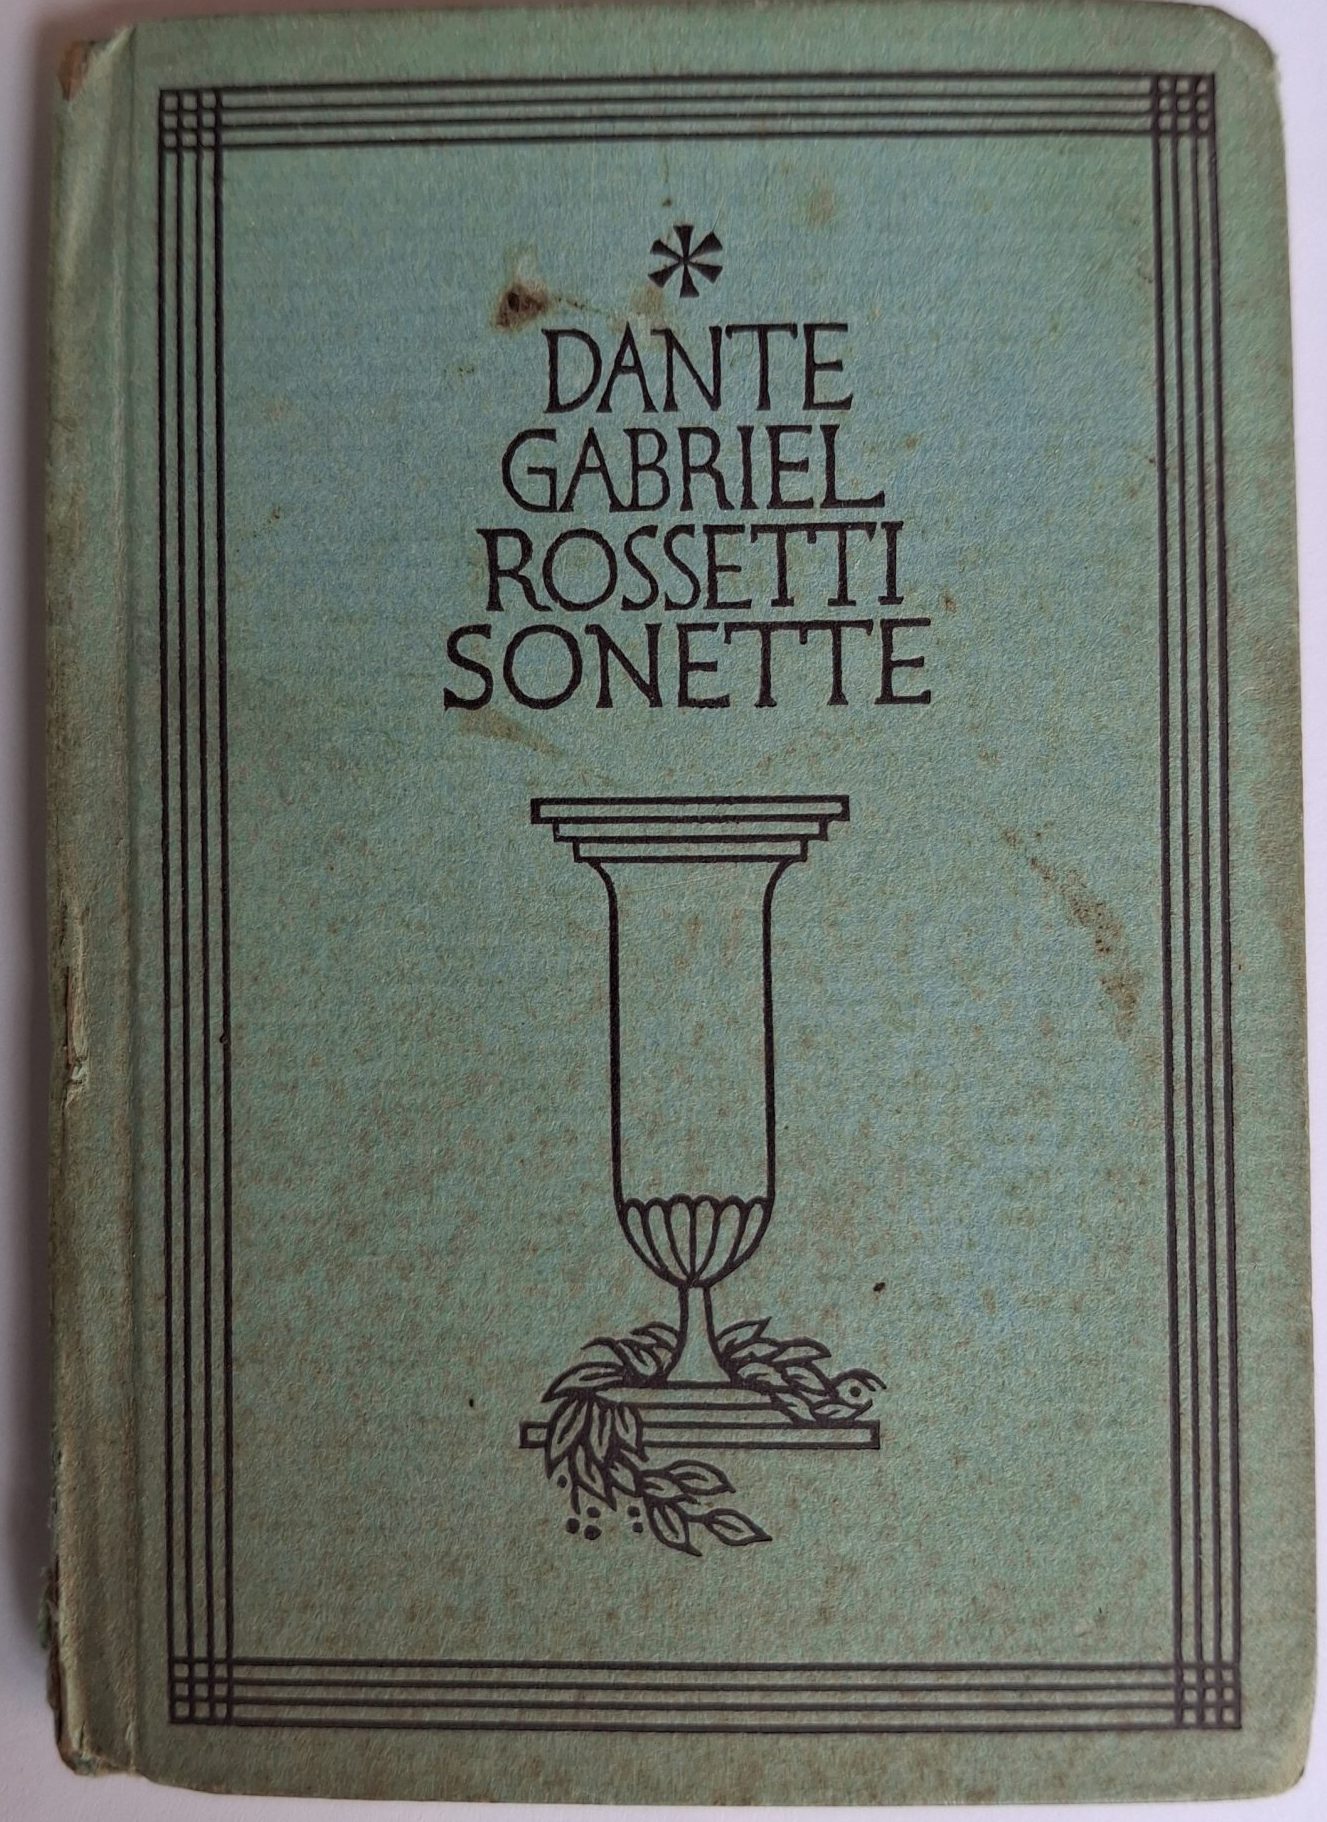 *
DANTE
GABRIEL
ROSSETTI
SONETTE